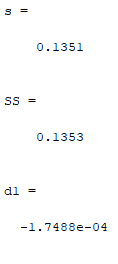 s =
0.1351
SS =
0.1353
d1 =
-1.7488e-04